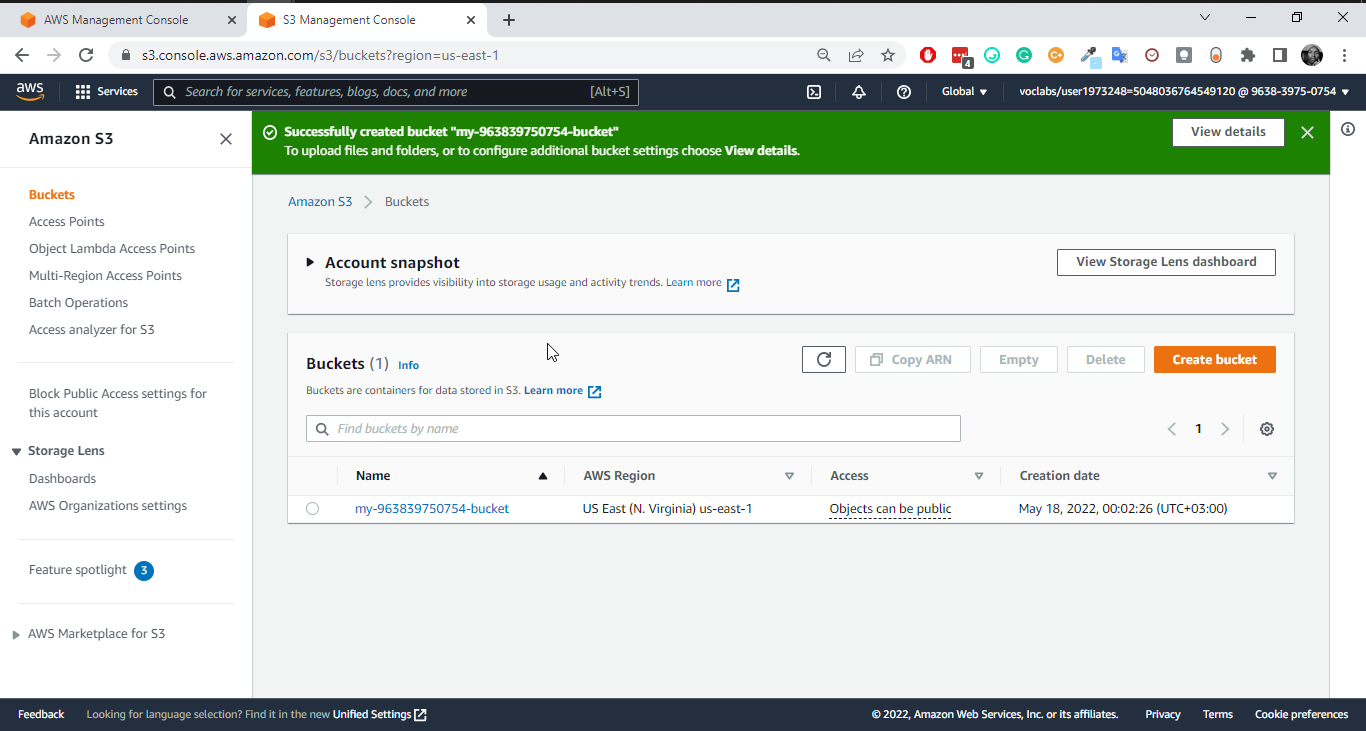 AWS Management Console
S3 Management Console
s3.console.aws.amazon.com/s3/buckets?region=us-east-1
4
aws
Services
Search for services, features, blogs, docs, and more
[Alt+S]
Global
voclabs/user1973248=5048036764549120 @ 9638-3975-0754
Amazon S3
Buckets
Access Points
Object Lambda Access Points
Multi-Region Access Points
Batch Operations
Access analyzer for S3
Block Public Access settings for
this account
Storage Lens
Dashboards
AWS Organizations settings
Feature spotlight 3
AWS Marketplace for S3
Successfully created bucket "my-963839750754-bucket"
To upload files and folders, or to configure additional bucket settings choose View details.
View details
Amazon S3 > Buckets
Account snapshot
Storage lens provides visibility into storage usage and activity trends. Learn more
View Storage Lens dashboard
Buckets (1) Info
Buckets are containers for data stored in S3. Learn more
Copy ARN
Empty
Delete
Create bucket
Find buckets by name
1
Name AWS Region Access Creation date
my-963839750754-bucket US East (N. Virginia) us-east-1 Objects can be public May 18, 2022, 00:02:26 (UTC+03:00)
Feedback
Looking for language selection? Find it in the new Unified Settings
© 2022, Amazon Web Services, Inc. or its affiliates.
Privacy
Terms
Cookie preferences